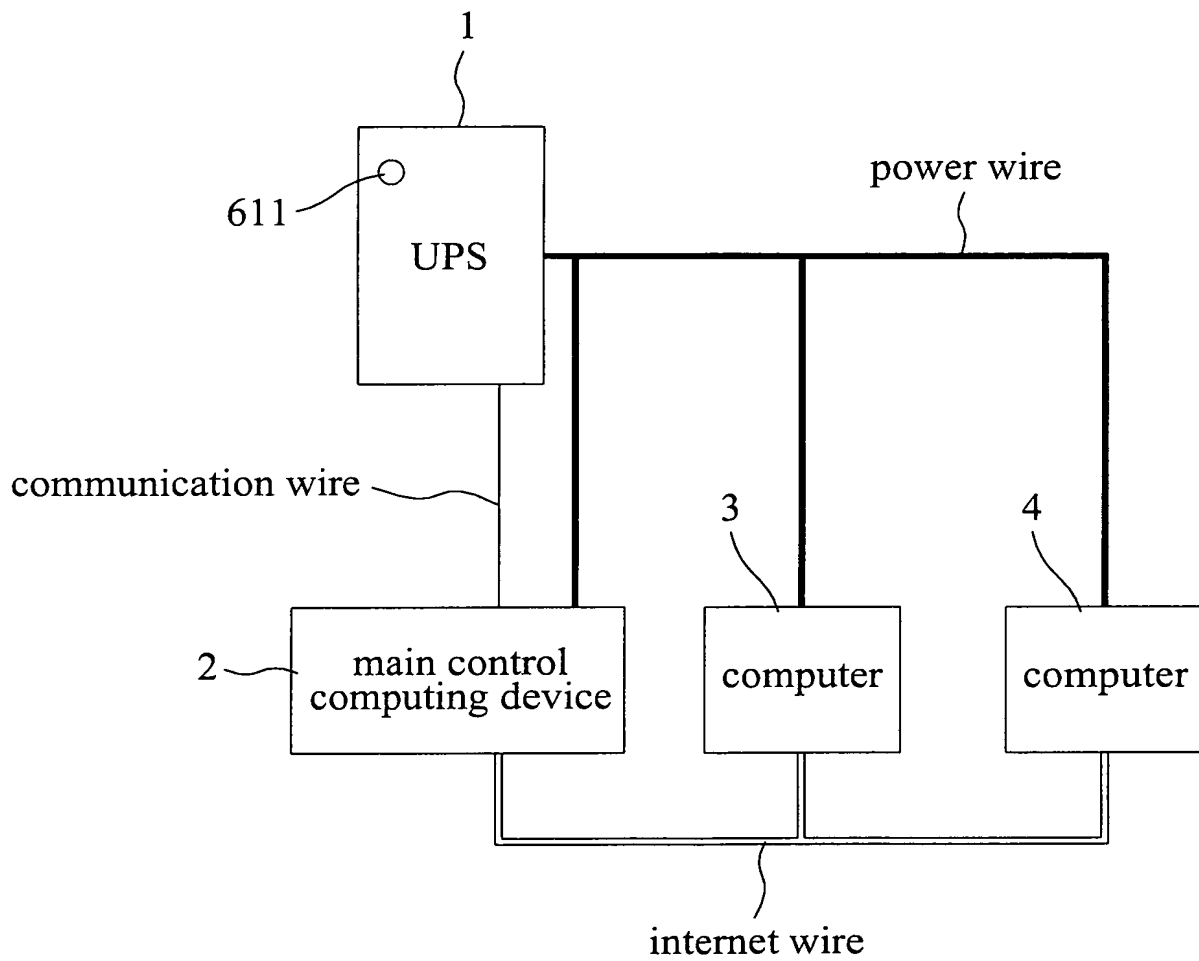 1
power wire
611
UPS
communication wire
3
4
2
main control
computing device
computer
computer
internet wire